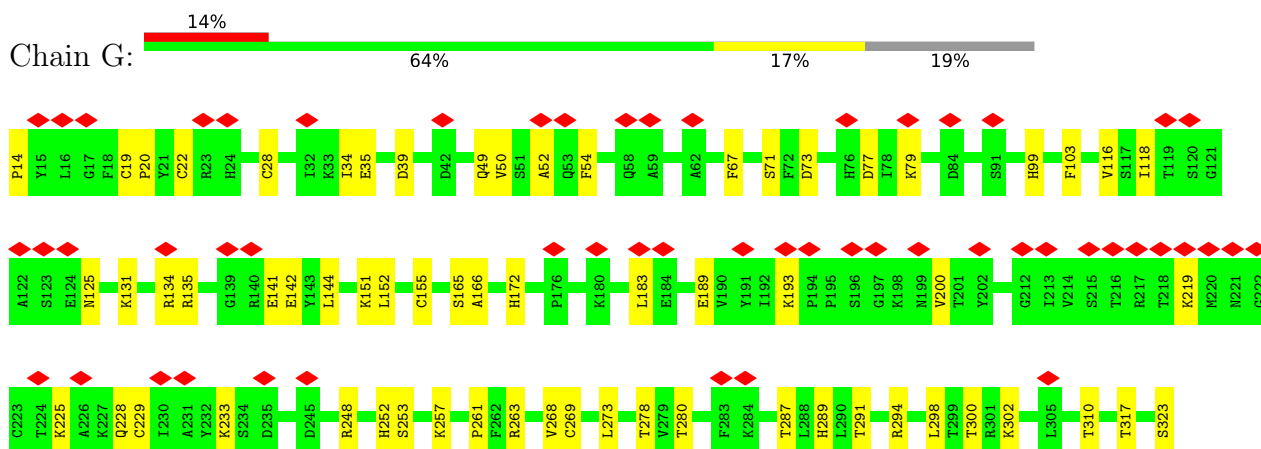 14%
Chain G:
64% 17% 19%
P14 Y15 L16 G17 F18 C19 P20 Y21 C22 R23 H24 C28 I32 K33 I34 E35 D39 D42 Q49 V50 S51 A52 Q53 F54 Q58 A59 A62 F67 S71 F72 D73 H76 D77 I78 K79 D84 S91 H99 F103 V116 S117 I118 T119 S120 G121
A122 S123 E124 N125 K131 R134 R135 G139 R140 E141 E142 Y143 L144 K151 L152 C155 S165 A166 H172 P176 K180 L183 E184 E189 V190 Y191 I192 K193 P194 P195 S196 G197 K198 N199 V200 T201 Y202 G212 I213 V214 S215 T216 R217 T218 K219 M220 N221 G222
C223 T224 K225 A226 K227 Q228 C229 I230 A231 Y232 K233 S234 D235 D245 R248 H252 S253 K257 P261 F262 R263 V268 C269 L273 T278 V279 T280 F283 K284 T287 L288 H289 L290 T291 R294 L298 T299 T300 R301 K302 L305 T310 T317 S323